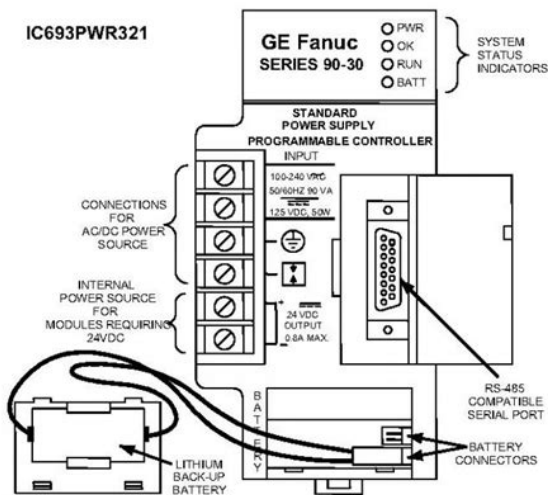 IC693PWR321
GE Fanuc
SERIES 90-30
PWR
OK
RUN
BATT
SYSTEM
STATUS
INDICATORS
STANDARD
POWER SUPPLY
PROGRAMMABLE CONTROLLER
INPUT
100-240 VAC
50/60HZ 90 VA
125 VDC, 50W
CONNECTIONS
FOR
AC/DC POWER
SOURCE
INTERNAL
POWER SOURCE
FOR
MODULES REQUIRING
24VDC
+
24 VDC
OUTPUT
0.8A MAX.
-
RS-485
COMPATIBLE
SERIAL PORT
BATTERY
BATTERY
CONNECTORS
LITHIUM
BACK-UP
BATTERY